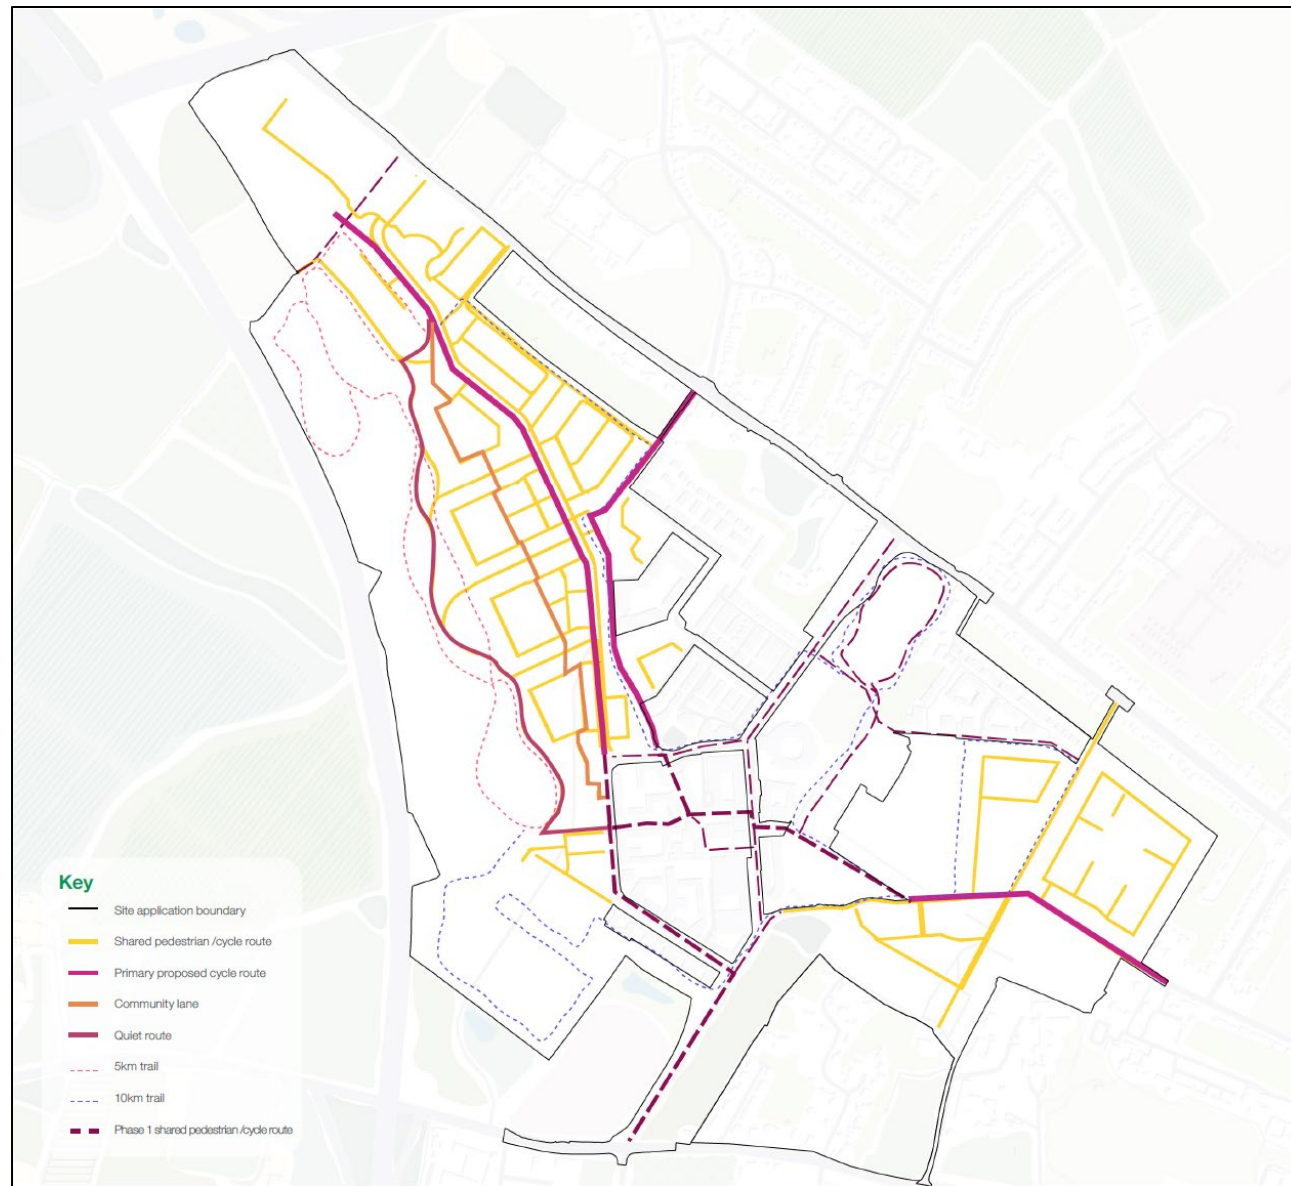 Key
Site application boundary
Shared pedestrian /cycle route
Primary proposed cycle route
Community lane
Quiet route
5km trail
10km trail
Phase 1 shared pedestrian /cycle route